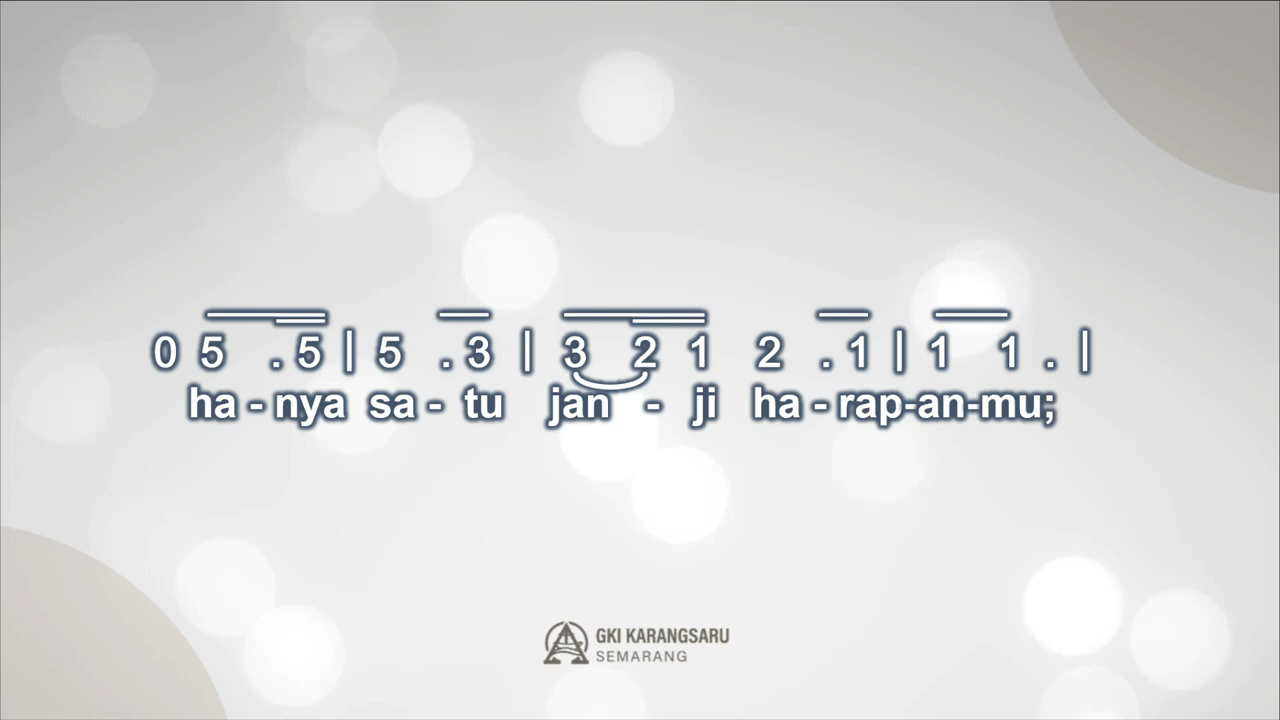 0 5 .5 | 5 .3 | 3 2 1 2 .1 | 1 1 . |
ha - nya sa - tu jan - ji ha - rap-an-mu;
GKI KARANGSARU
SEMARANG